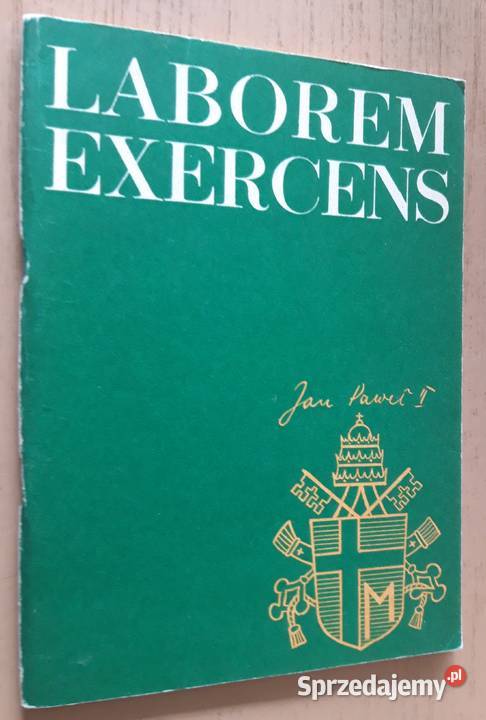 LABOREM
EXERCENS
Jan Paweł II
M
Sprzedajemy.pl